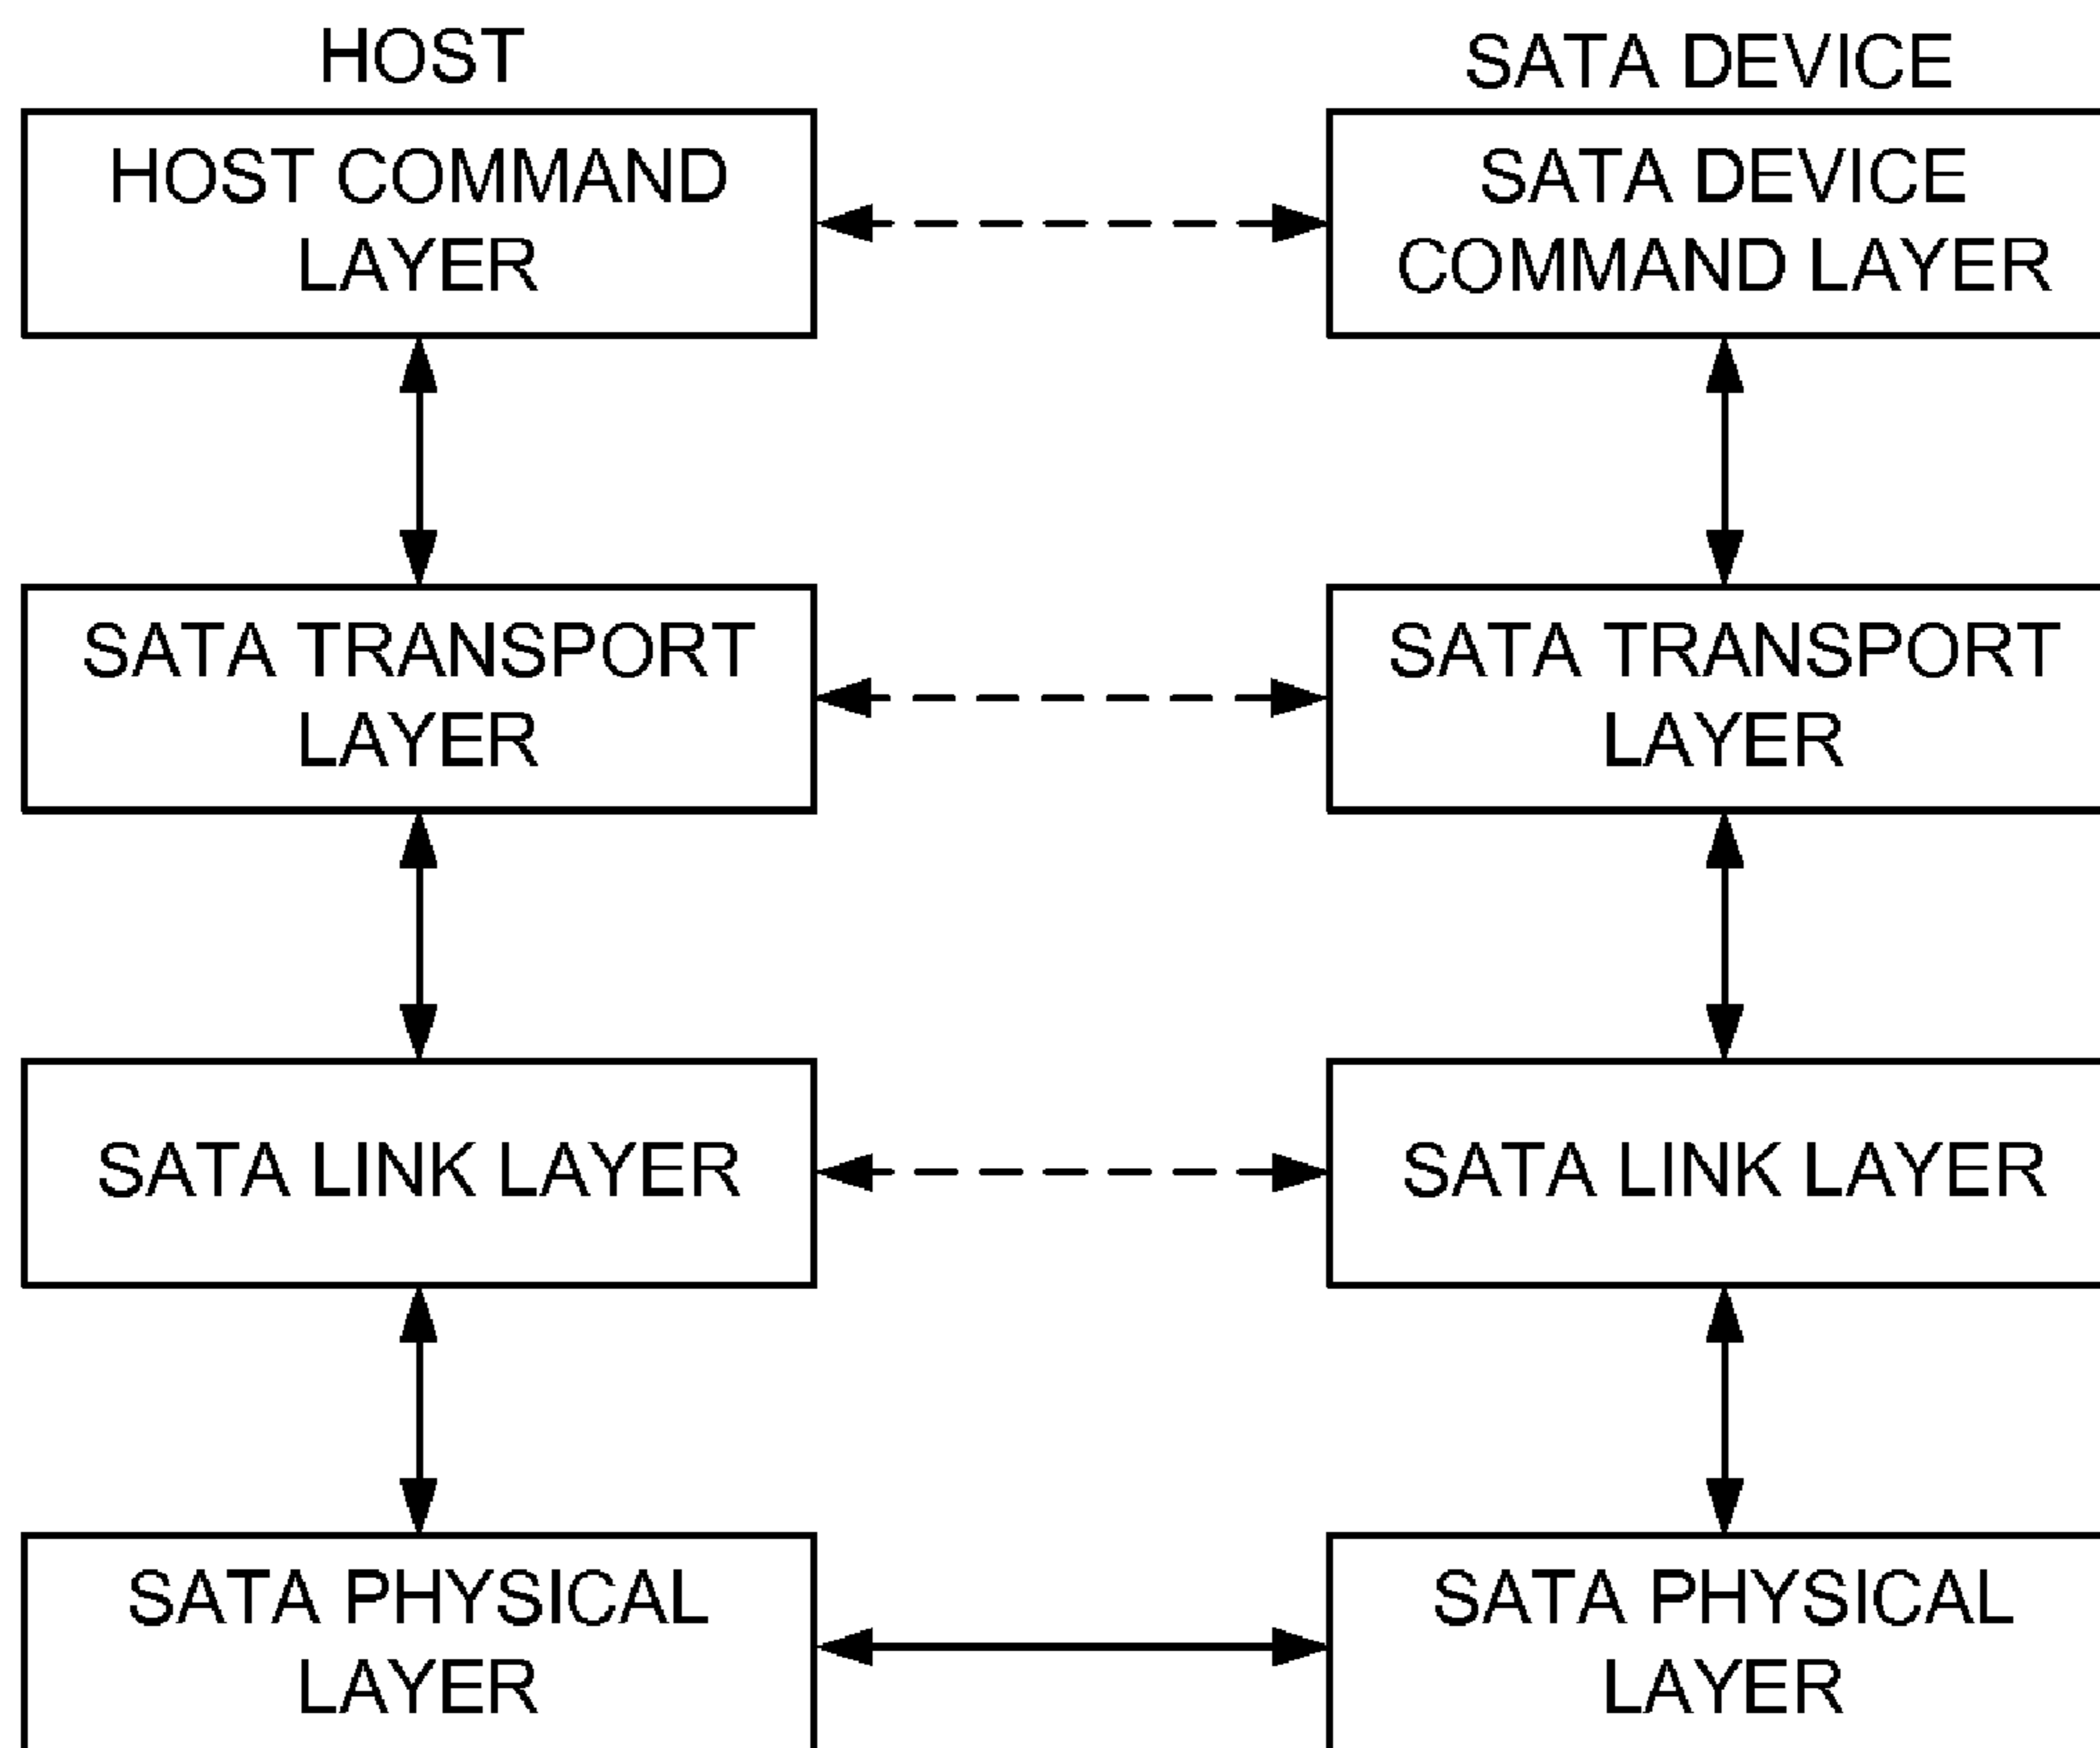 HOST
SATA DEVICE
HOST COMMAND
LAYER
SATA DEVICE
COMMAND LAYER
SATA TRANSPORT
LAYER
SATA TRANSPORT
LAYER
SATA LINK LAYER
SATA LINK LAYER
SATA PHYSICAL
LAYER
SATA PHYSICAL
LAYER